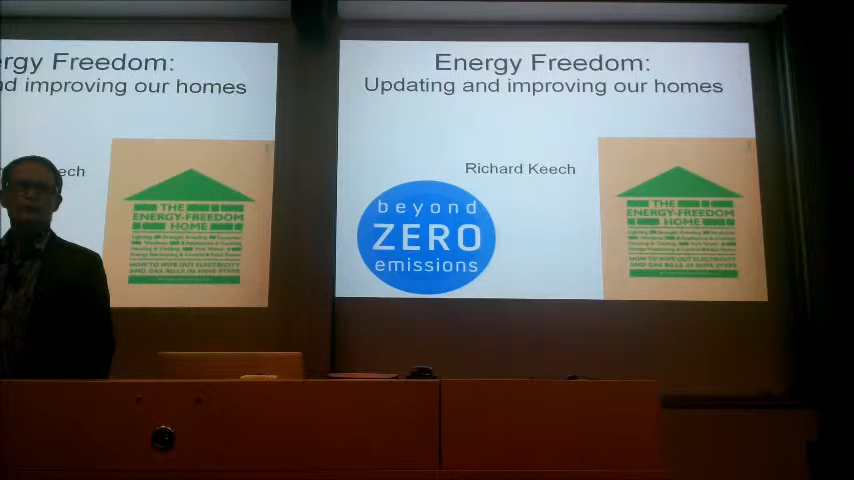 rgy Freedom:
d improving our homes
ech
THE
ENERGY-FREEDOM
HOME
HOW TO WIPE OUT ELECTRICITY
AND GAS BILLS IN NINE STEPS
Energy Freedom:
Updating and improving our homes
Richard Keech
beyond
ZERO
emissions
THE
ENERGY-FREEDOM
HOME
HOW TO WIPE OUT ELECTRICITY
AND GAS BILLS IN NINE STEPS